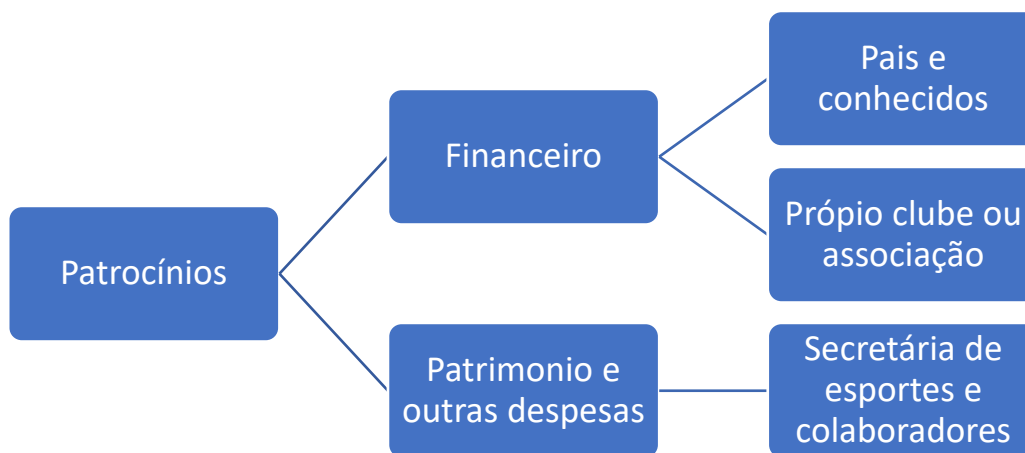 Patrocínios
Financeiro
Pais e
conhecidos
Própio clube ou
associação
Patrimonio e
outras despesas
Secretária de
esportes e
colaboradores